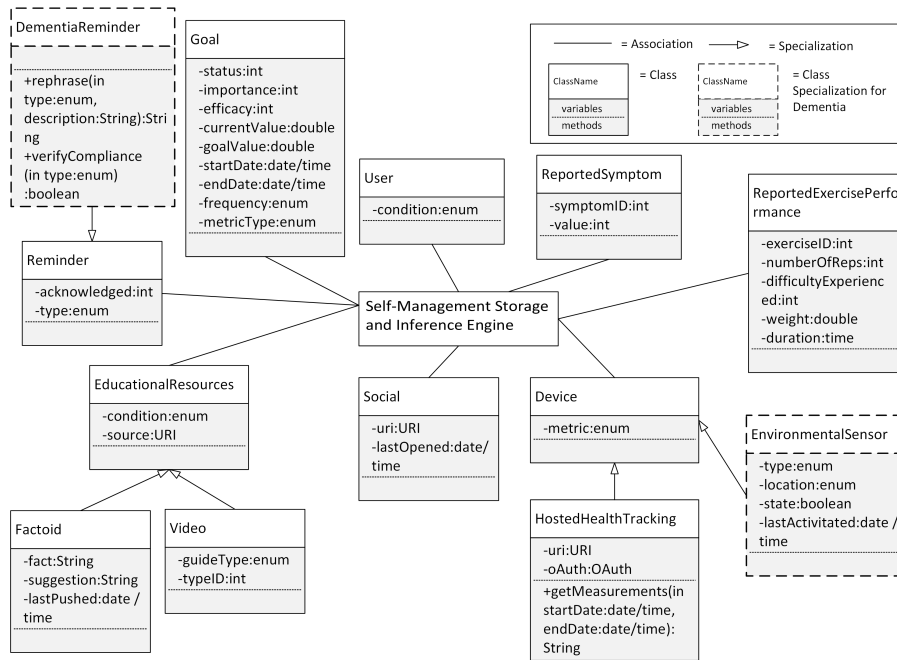 DementiaReminder
+rephrase(in
type:enum,
description:String):Stri
ng
+verifyCompliance
(in type:enum)
:boolean
Goal
-status:int
-importance:int
-efficacy:int
-currentValue:double
-goalValue:double
-startDate:date/time
-endDate:date/time
-frequency:enum
-metricType:enum
= Association
= Specialization
ClassName
variables
methods
= Class
ClassName
variables
methods
= Class
Specialization for
Dementia
User
-condition:enum
ReportedSymptom
-symptomID:int
-value:int
ReportedExercisePerfo
rmance
-exerciseID:int
-numberOfReps:int
-difficultyExperienc
ed:int
-weight:double
-duration:time
Reminder
-acknowledged:int
-type:enum
Self-Management Storage
and Inference Engine
EducationalResources
-condition:enum
-source:URI
Social
-uri:URI
-lastOpened:date/
time
Device
-metric:enum
EnvironmentalSensor
-type:enum
-location:enum
-state:boolean
-lastActivitated:date /
time
Factoid
-fact:String
-suggestion:String
-lastPushed:date /
time
Video
-guideType:enum
-typeID:int
HostedHealthTracking
-uri:URI
-oAuth:OAuth
+getMeasurements(in
startDate:date/time,
endDate:date/time):
String